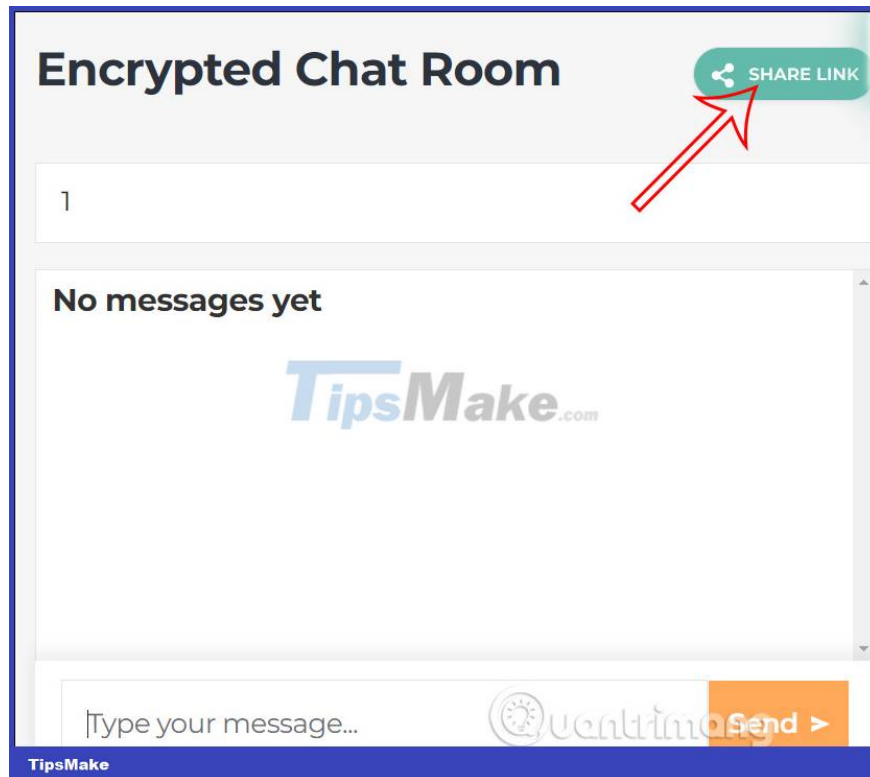 Encrypted Chat Room
SHARE LINK
1
No messages yet
TipsMake.com
Type your message...
Quantrimang
Send >
TipsMake